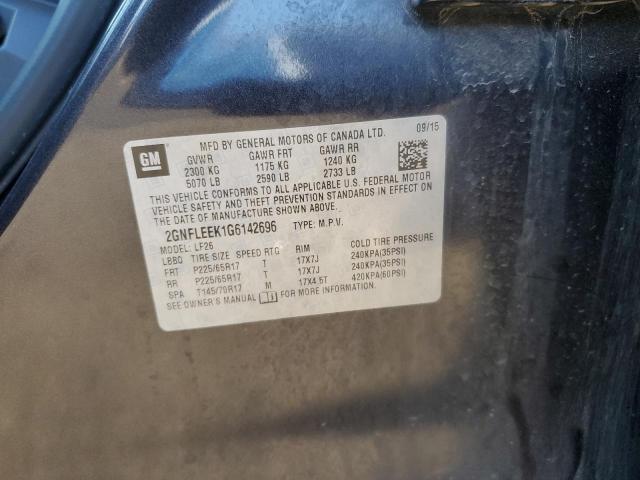 MFD BY GENERAL MOTORS OF CANADA LTD. 09/15
GM
GVWR GAWR FRT GAWR RR
2300 KG 1175 KG 1240 KG
5070 LB 2590 LB 2733 LB
THIS VEHICLE CONFORMS TO ALL APPLICABLE U.S. FEDERAL MOTOR
VEHICLE SAFETY AND THEFT PREVENTION STANDARDS IN EFFECT ON
THE DATE OF MANUFACTURE SHOWN ABOVE.
2GNFLEEK1G6142696 TYPE: M.P.V.
MODEL: LF26
LBBQ TIRE SIZE SPEED RTG RIM COLD TIRE PRESSURE
FRT P225/65R17 T 17X7J 240KPA(35PSI)
RR P225/65R17 T 17X7J 240KPA(35PSI)
SPA T145/70R17 M 17X4.5T 420KPA(60PSI)
SEE OWNER'S MANUAL FOR MORE INFORMATION.